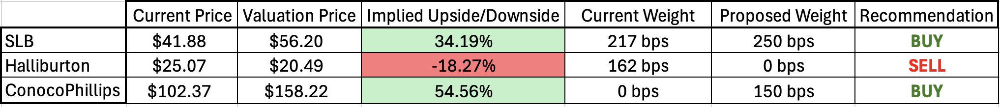 Current Price Valuation Price Implied Upside/Downside Current Weight Proposed Weight Recommendation
SLB $41.88 $56.20 34.19% 217 bps 250 bps BUY
Halliburton $25.07 $20.49 -18.27% 162 bps 0 bps SELL
ConocoPhillips $102.37 $158.22 54.56% 0 bps 150 bps BUY